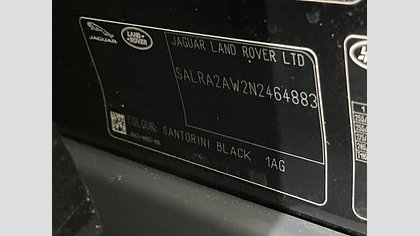 JAGUAR
LAND ROVER
JAGUAR LAND ROVER LTD
SALRA2AW2N2464883
COLOUR: SANTORINI BLACK 1AG